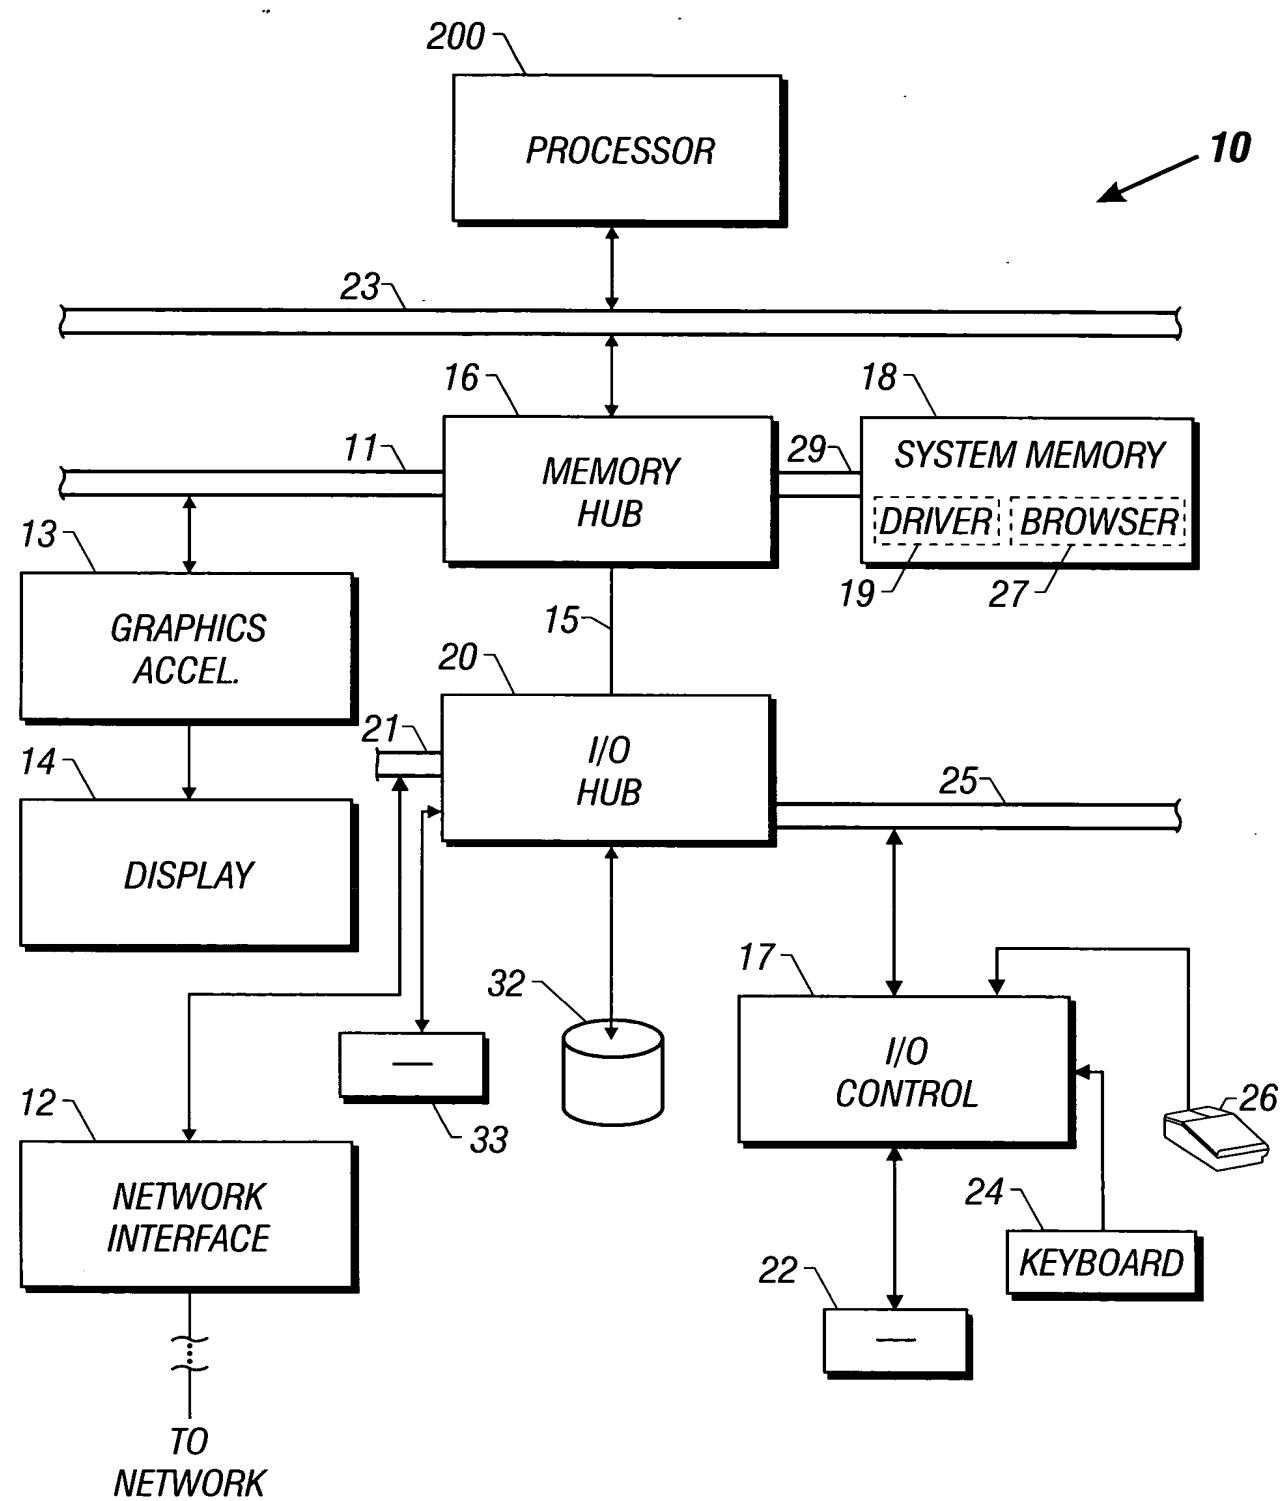 200
PROCESSOR
10
23
16
18
11
MEMORY
HUB
29
SYSTEM MEMORY
DRIVER
BROWSER
13
19
27
GRAPHICS
ACCEL.
15
20
21
I/O
HUB
14
25
DISPLAY
17
32
I/O
CONTROL
12
33
26
NETWORK
INTERFACE
24
KEYBOARD
22
TO
NETWORK